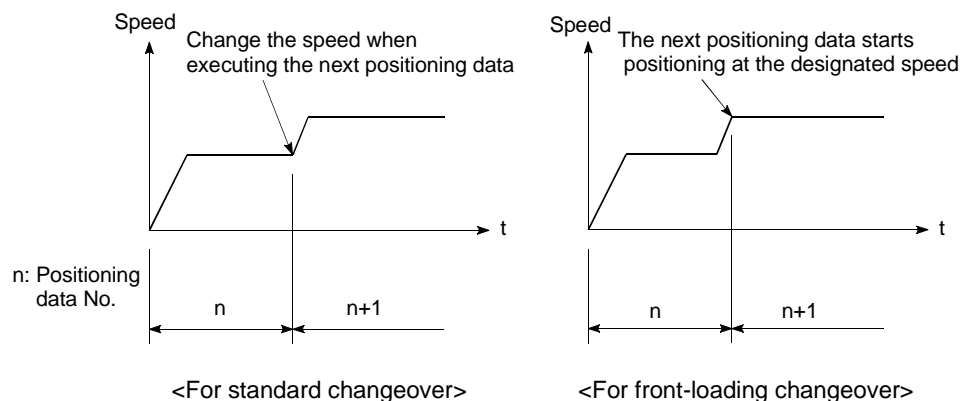 Speed
Change the speed when
executing the next positioning data
t
n: Positioning
data No.
n
n+1
<For standard changeover>
Speed
The next positioning data starts
positioning at the designated speed
t
n
n+1
<For front-loading changeover>